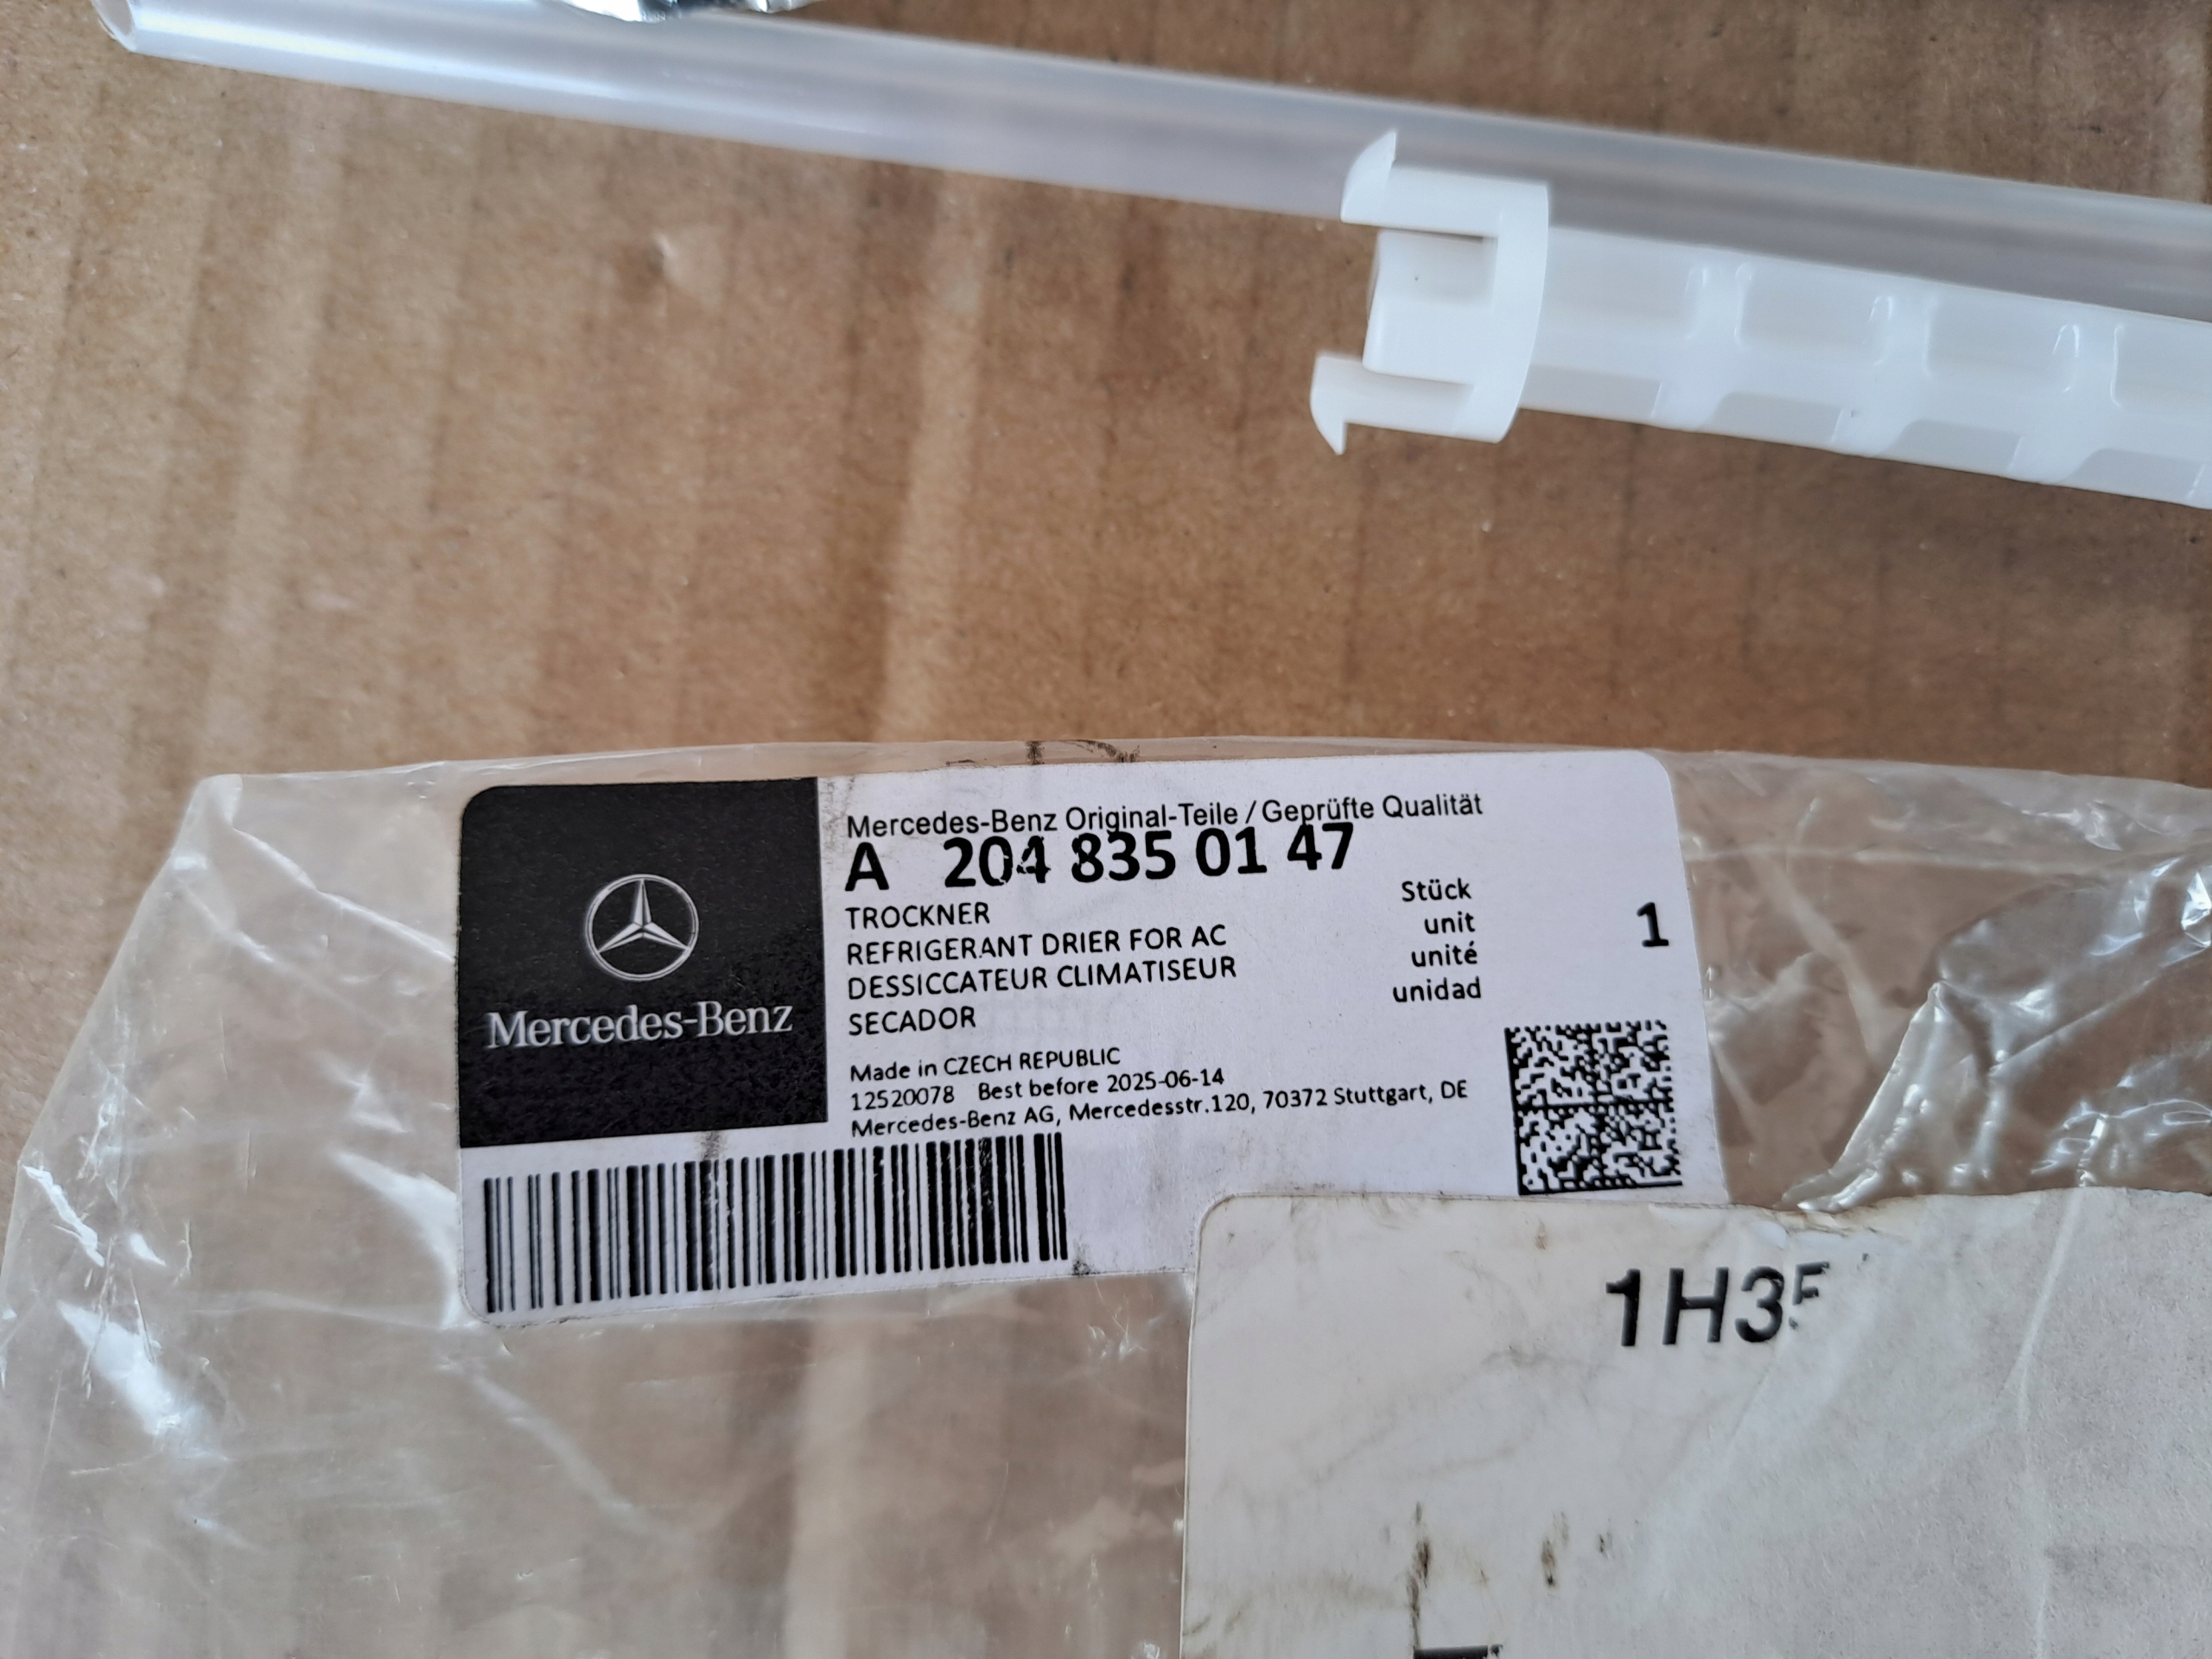 Mercedes-Benz
Mercedes-Benz Original-Teile / Geprüfte Qualität
A 204 835 01 47
TROCKNER
REFRIGERANT DRIER FOR AC
DESSICCATEUR CLIMATISEUR
SECADOR
Stück
unit
unité
unidad
1
Made in CZECH REPUBLIC
12520078 Best before 2025-06-14
Mercedes-Benz AG, Mercedesstr.120, 70372 Stuttgart, DE